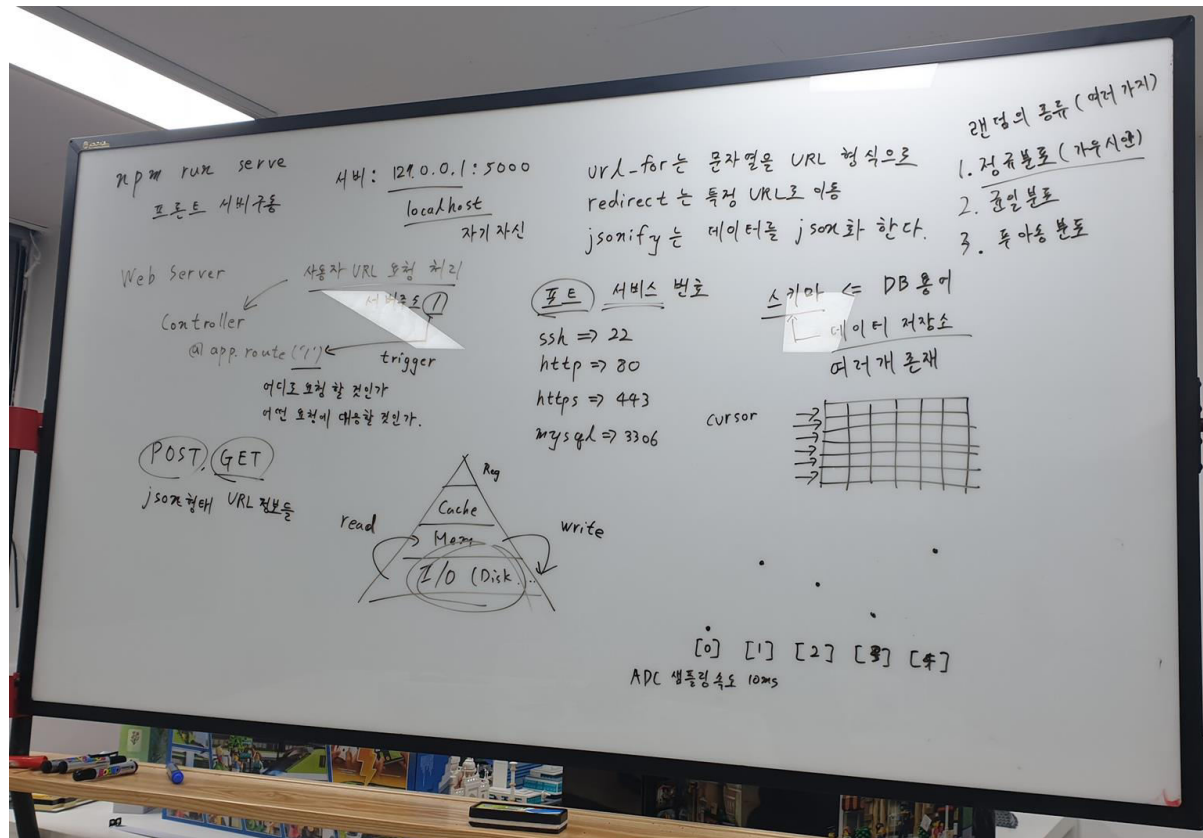 npm run serve
프론트 서버구동
서버: 127.0.0.1:5000
localhost
자기 자신
url_for는 문자열을 URL 형식으로
redirect는 특정 URL로 이동
jsonify는 데이터를 json화 한다.
랜덤의 종류(여러가지)
1. 정규분포(가우시안)
2. 균일분포
3. 푸아송 분포
Web Server
사용자 URL 요청 처리
서버주소 /
Controller
@app.route('/')
trigger
어디로 요청 할 것인가
어떤 요청에 대응할 것인가.
포트 서비스 번호
ssh => 22
http => 80
https => 443
mysql => 3306
스키마 <= DB용어
데이터 저장소
여러개 존재
cursor
POST, GET
json형태 URL정보들
Reg
Cache
Mem
I/O (Disk...
read
write
[0] [1] [2] [3] [4]
ADC 샘플링속도 10ms